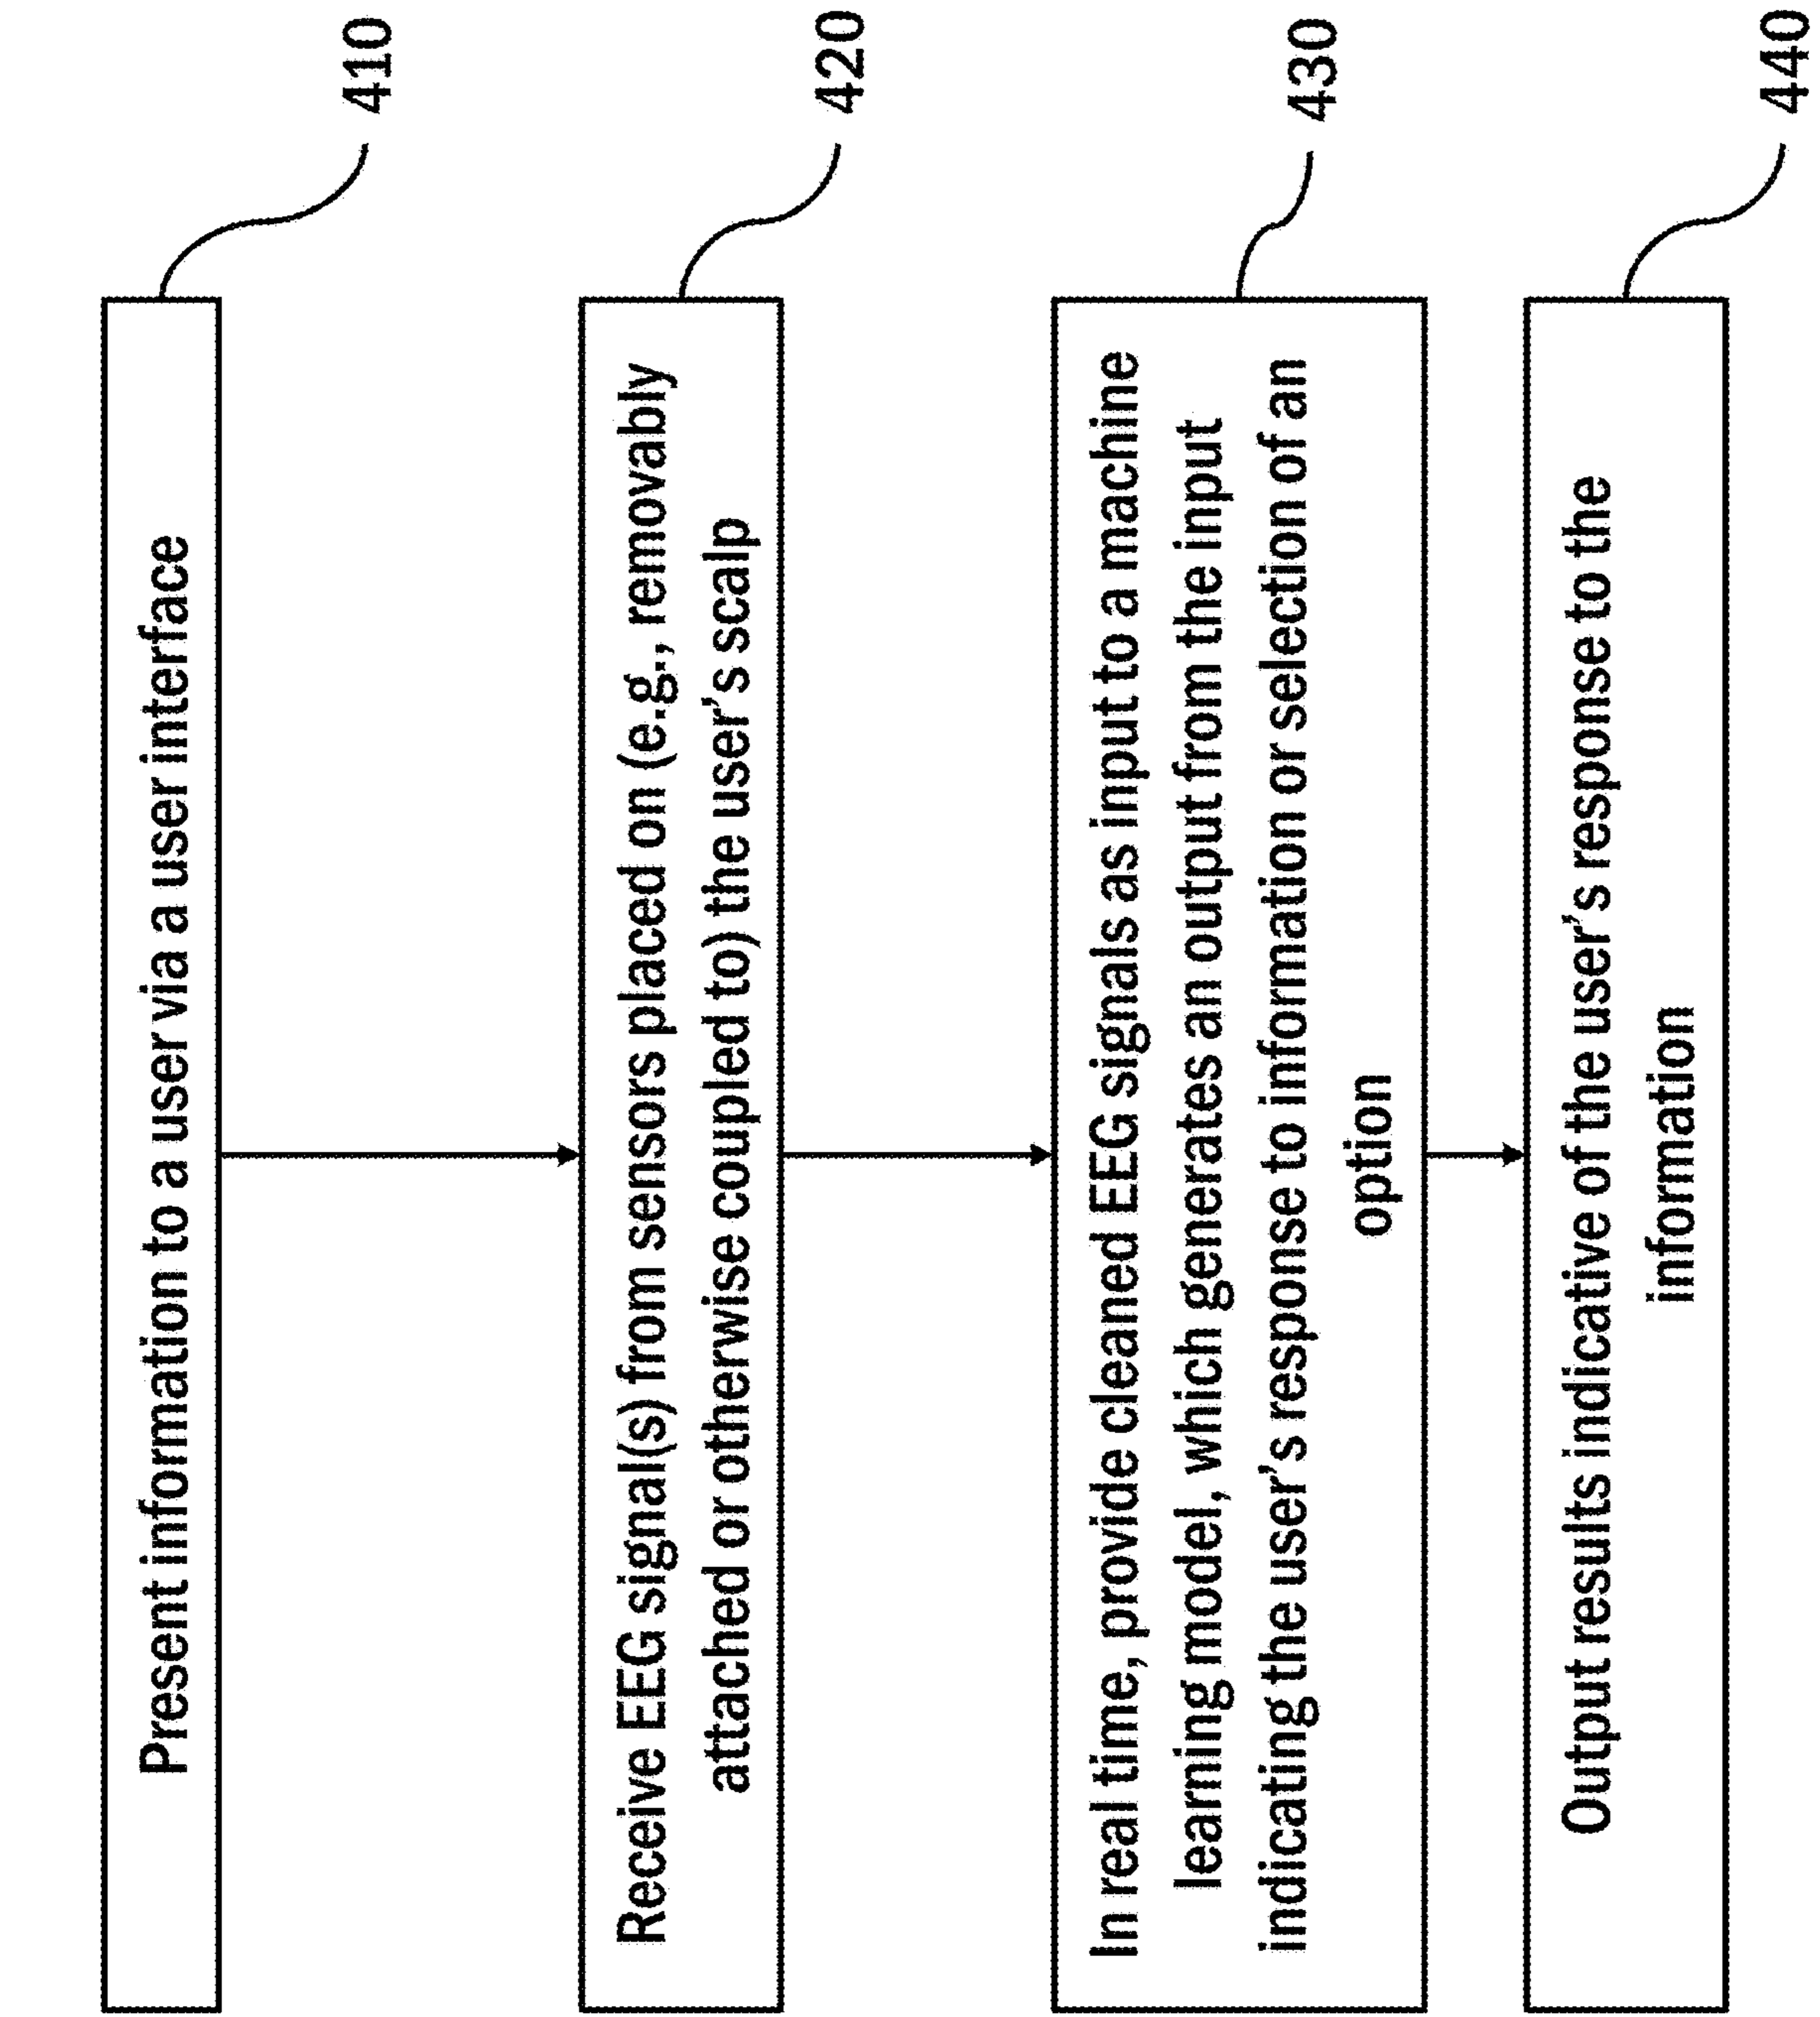 Present information to a user via a user interface
410
Receive EEG signal(s) from sensors placed on (e.g., removably
attached or otherwise coupled to) the user's scalp
420
In real time, provide cleaned EEG signals as input to a machine
learning model, which generates an output from the input
indicating the user's response to information or selection of an
option
430
Output results indicative of the user's response to the
information
440